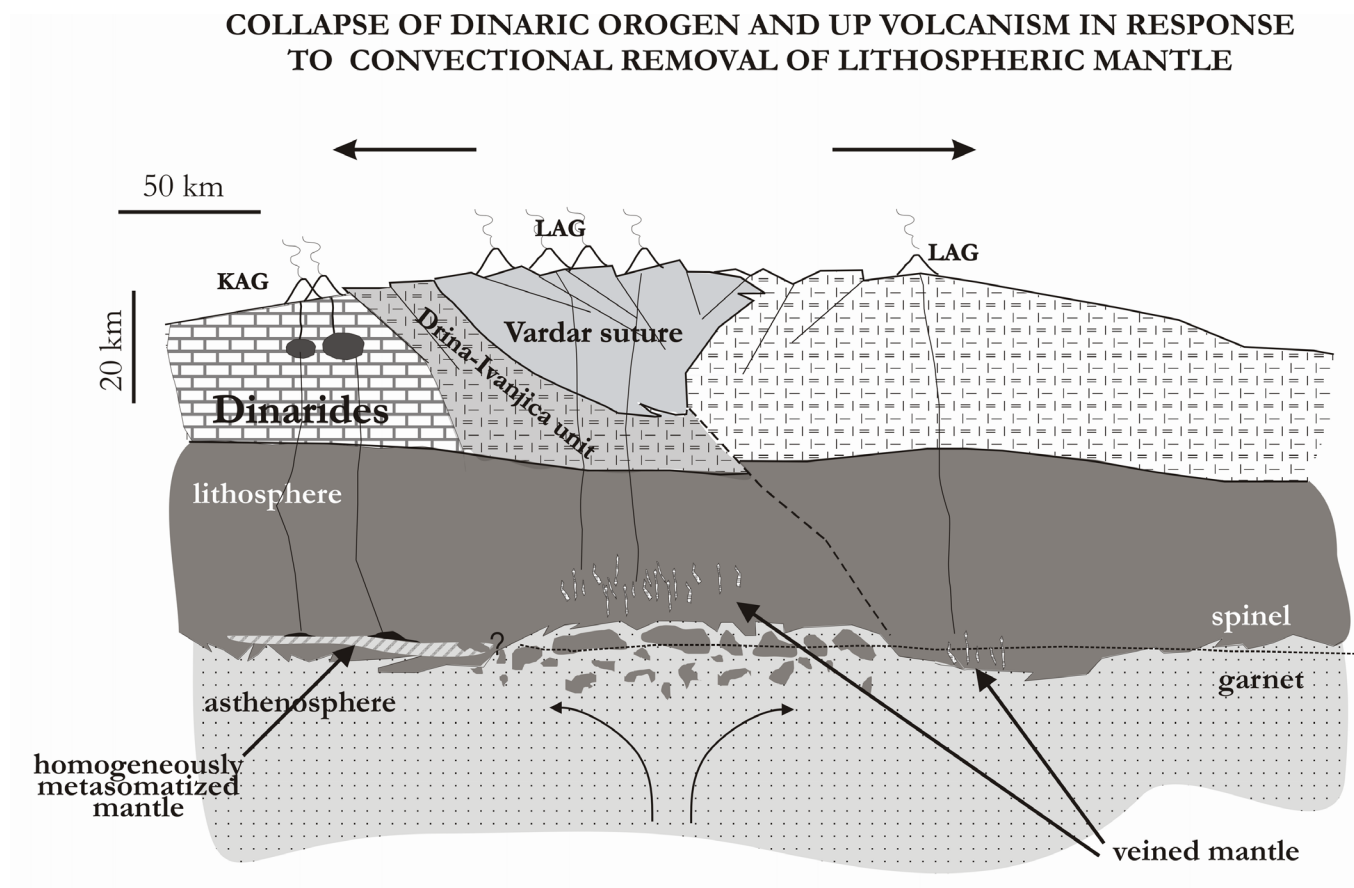 COLLAPSE OF DINARIC OROGEN AND UP VOLCANISM IN RESPONSE
TO CONVECTIONAL REMOVAL OF LITHOSPHERIC MANTLE
50 km
LAG
LAG
KAG
20 km
Vardar suture
Drina-Ivanjica unit
Dinarides
lithosphere
spinel
?
garnet
asthenosphere
homogeneously
metasomatized
mantle
veined mantle